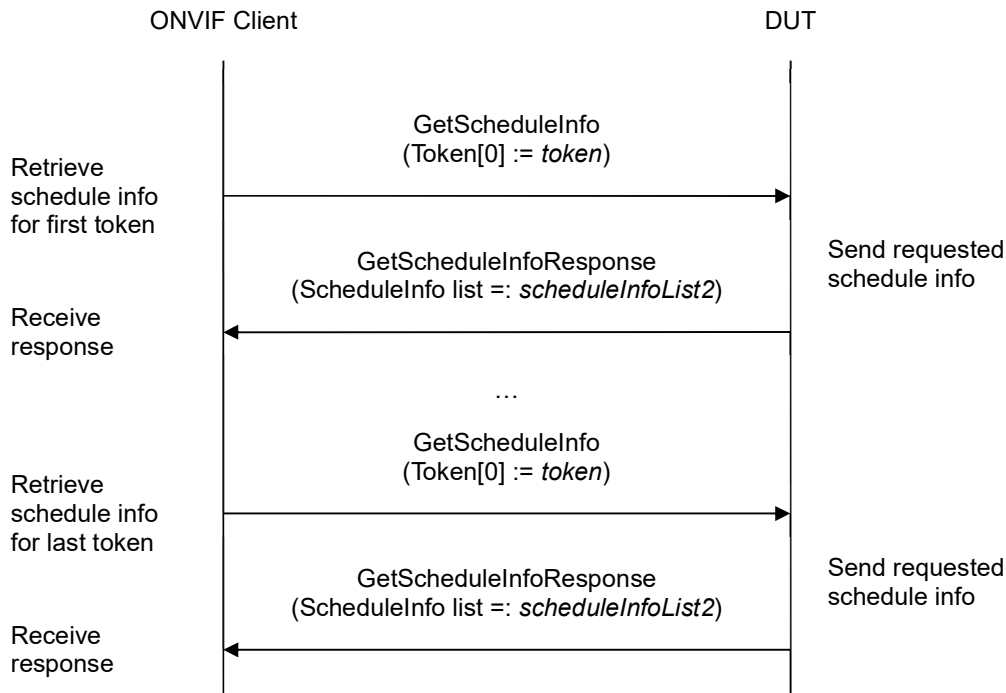 ONVIF Client
DUT
GetScheduleInfo
(Token[0] := token)
Retrieve
schedule info
for first token
Send requested
schedule info
GetScheduleInfoResponse
(ScheduleInfo list =: scheduleInfoList2)
Receive
response
…
GetScheduleInfo
(Token[0] := token)
Retrieve
schedule info
for last token
Send requested
schedule info
GetScheduleInfoResponse
(ScheduleInfo list =: scheduleInfoList2)
Receive
response